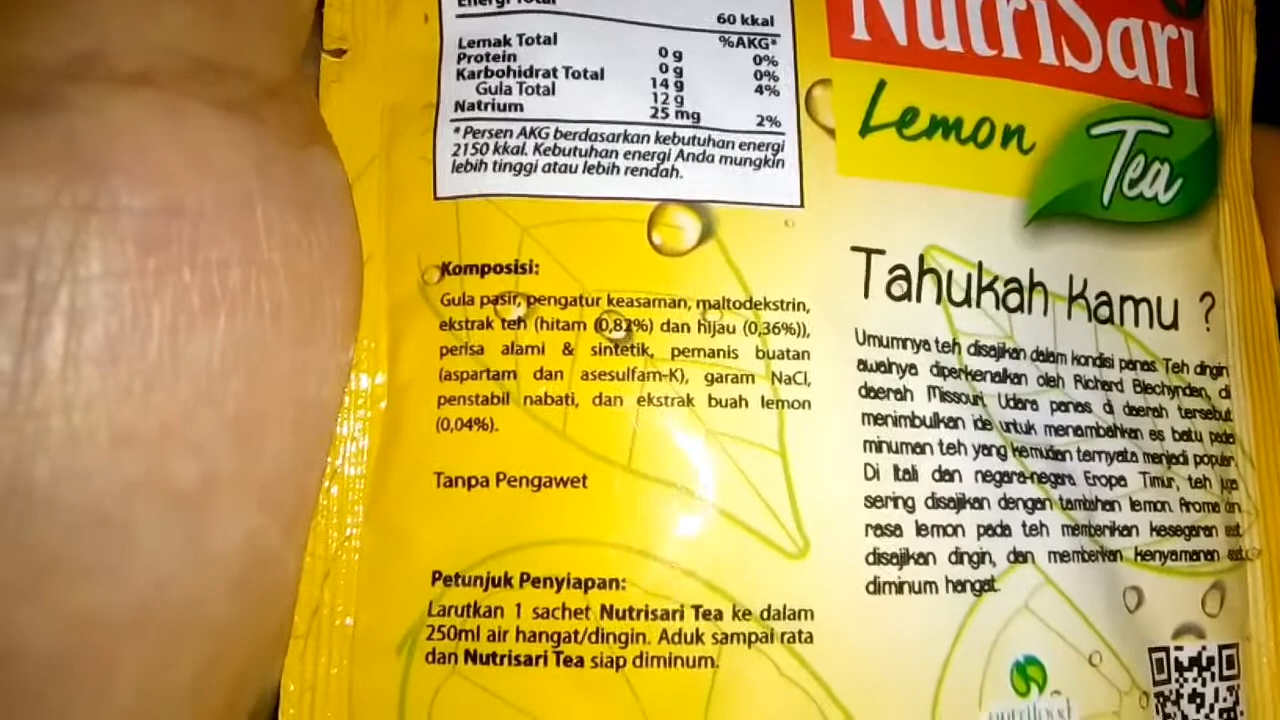 Energi Total
60 kkal
%AKG*
Lemak Total 0 g 0%
Protein 0 g 0%
Karbohidrat Total 14 g 4%
Gula Total 12 g
Natrium 25 mg 2%
* Persen AKG berdasarkan kebutuhan energi
2150 kkal. Kebutuhan energi Anda mungkin
lebih tinggi atau lebih rendah.
Komposisi:
Gula pasir, pengatur keasaman, maltodekstrin,
ekstrak teh (hitam (0,82%) dan hijau (0,36%)),
perisa alami & sintetik, pemanis buatan
(aspartam dan asesulfam-K), garam NaCl,
penstabil nabati, dan ekstrak buah lemon
(0,04%).
Tanpa Pengawet
Petunjuk Penyiapan:
Larutkan 1 sachet Nutrisari Tea ke dalam
250ml air hangat/dingin. Aduk sampai rata
dan Nutrisari Tea siap diminum.
NutriSari
Lemon
Tea
Tahukah Kamu ?
Umumnya teh disajikan dalam kondisi panas. Teh dingin
awalnya diperkenalkan oleh Richard Blechynden, di
daerah Missouri. Udara panas di daerah tersebut
menimbulkan ide untuk menambahkan es batu pada
minuman teh yang kemudian ternyata menjadi populer.
Di Itali dan negara-negara Eropa Timur, teh juga
sering disajikan dengan tambahan lemon. Aroma dan
rasa lemon pada teh memberikan kesegaran saat
disajikan dingin, dan memberikan kenyamanan saat
diminum hangat.
nutrifood